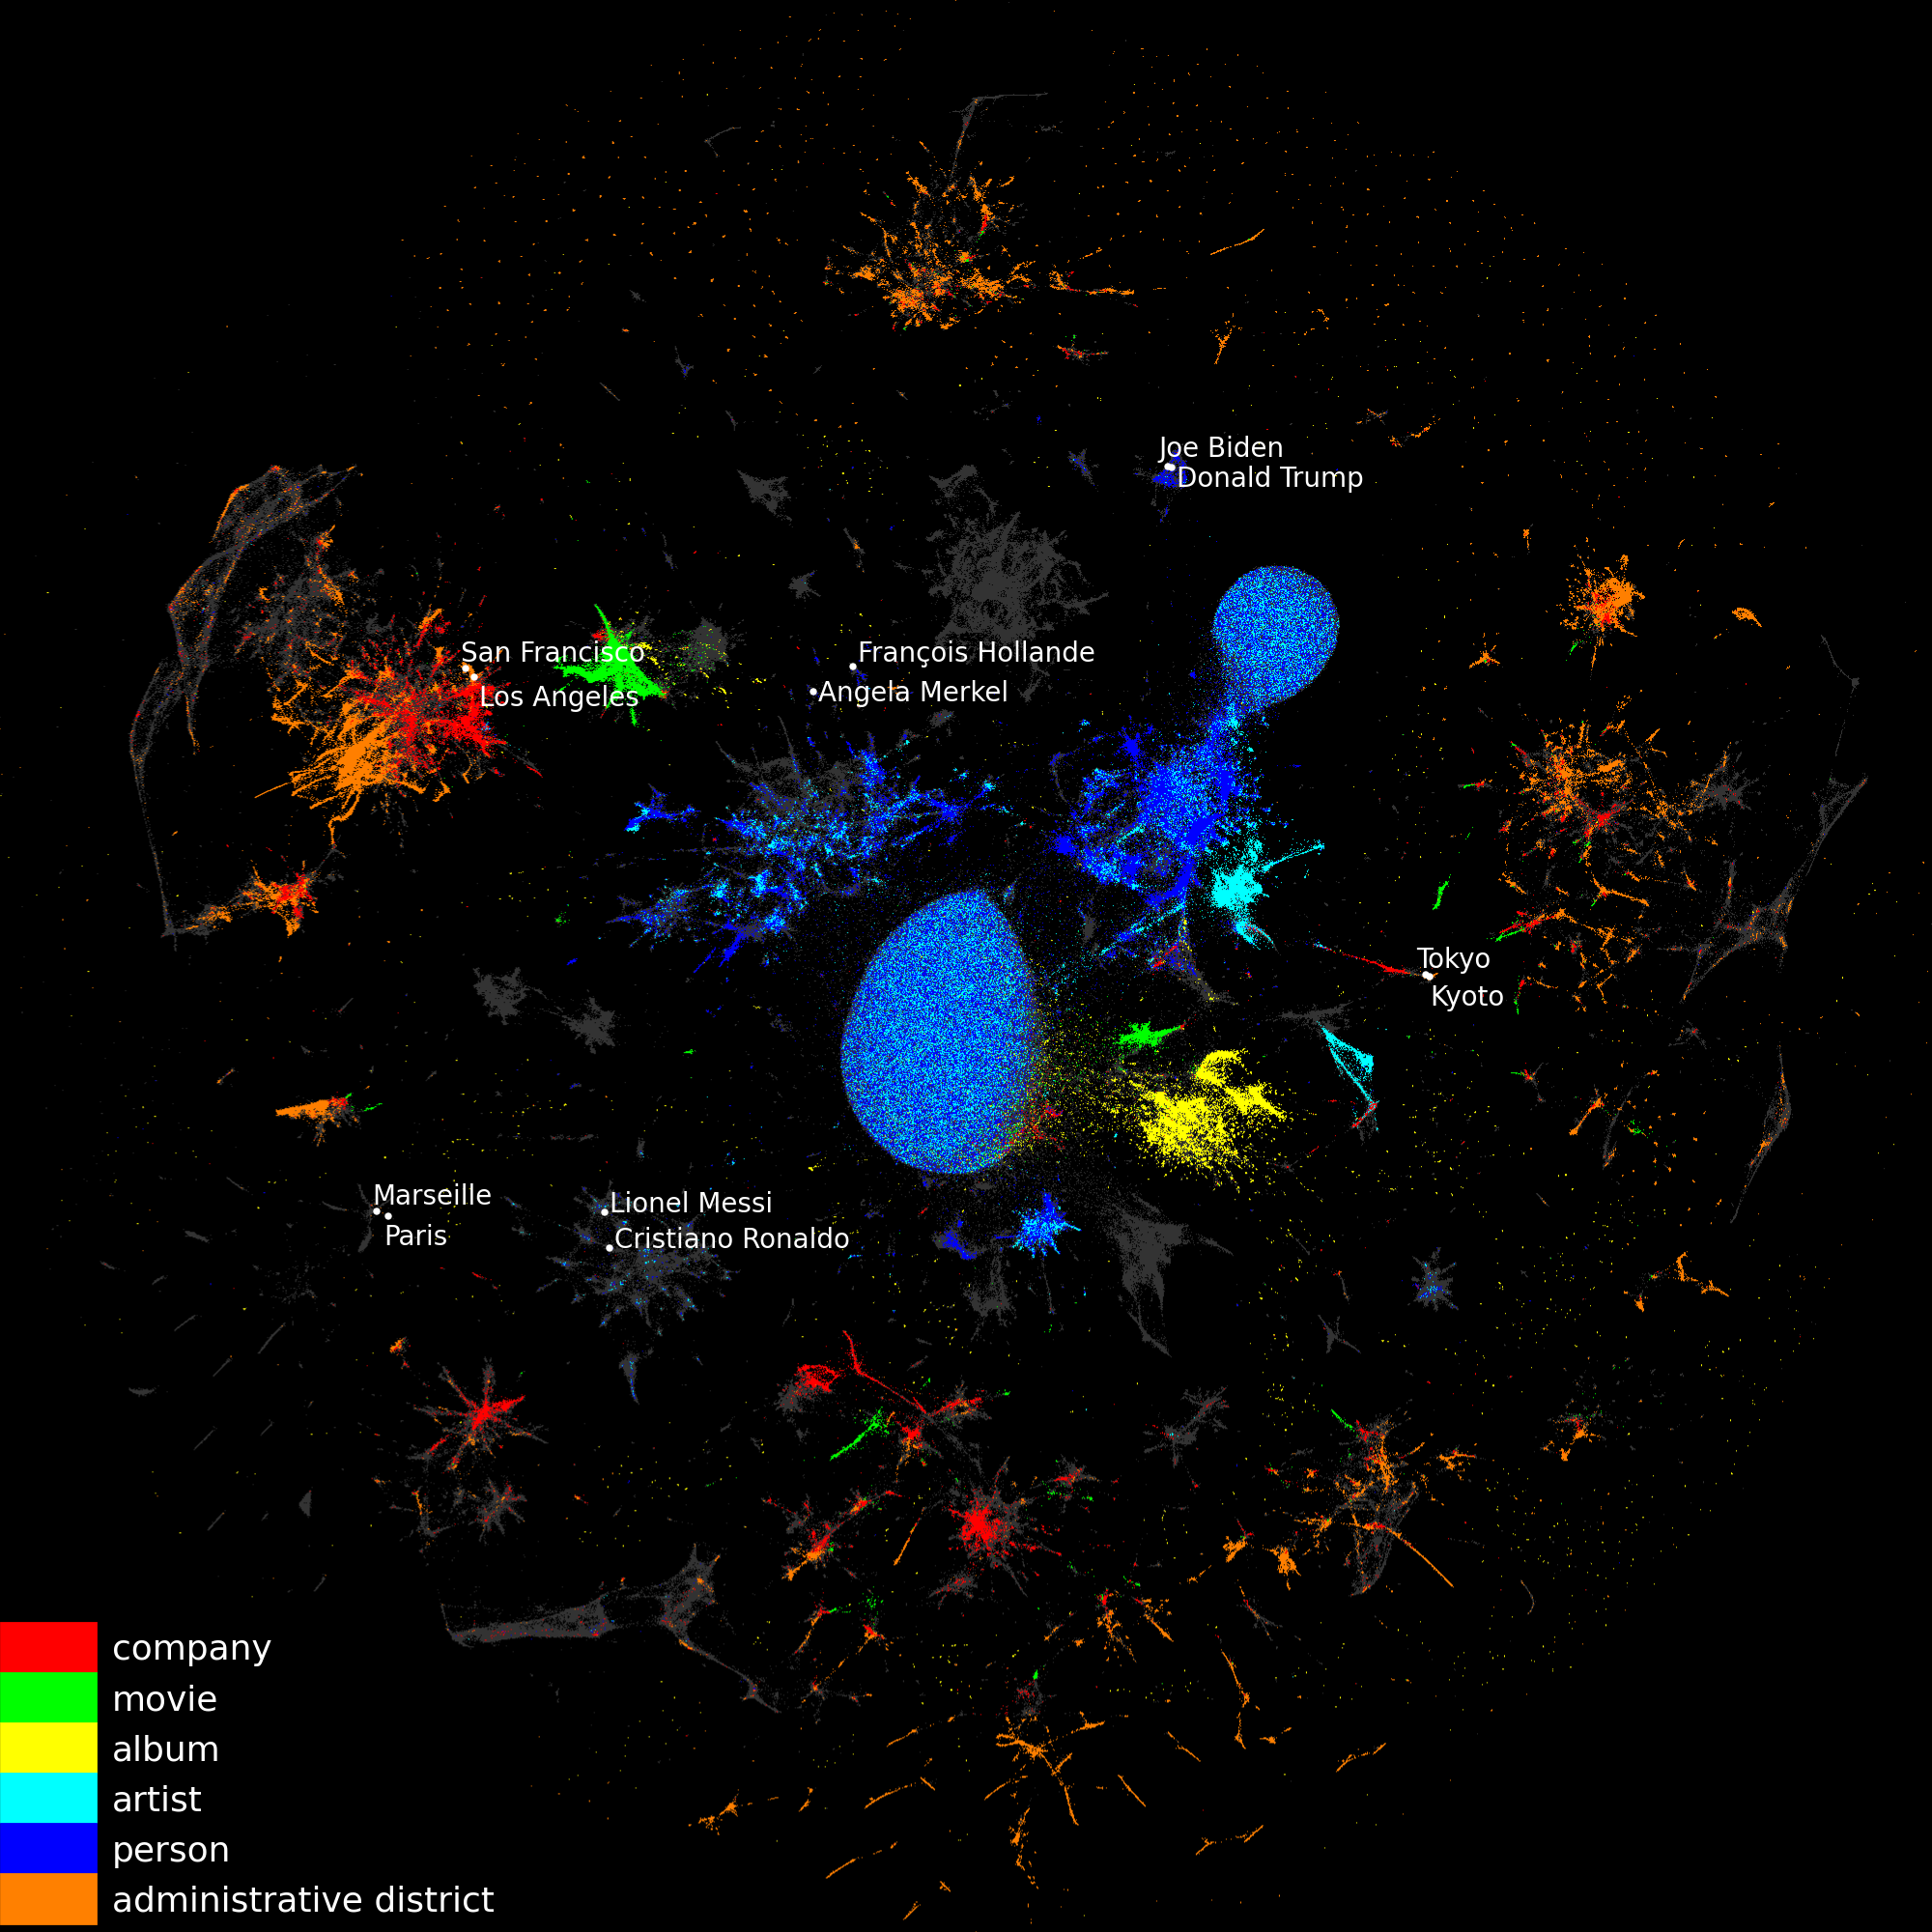 Joe Biden
Donald Trump
San Francisco
François Hollande
Los Angeles
Angela Merkel
Tokyo
Kyoto
Marseille
Lionel Messi
Paris
Cristiano Ronaldo
company
movie
album
artist
person
administrative district